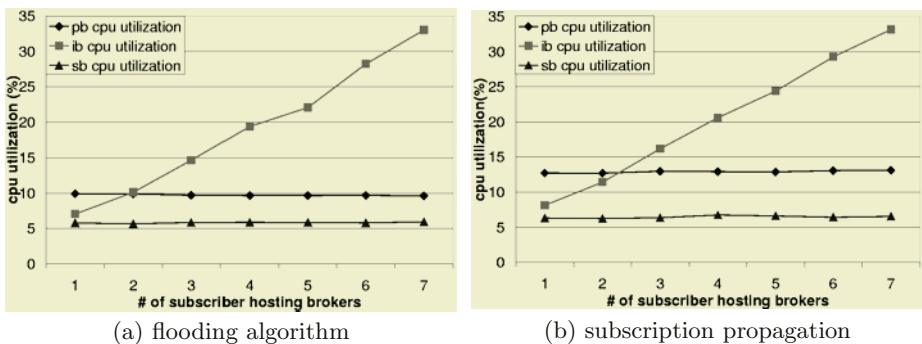 35
30
25
20
15
10
5
0
cpu utilization (%)
pb cpu utilization
ib cpu utilization
sb cpu utilization
1 2 3 4 5 6 7
# of subscriber hosting brokers
(a) flooding algorithm
35
30
25
20
15
10
5
0
cpu utilization(%)
pb cpu utilization
ib cpu utilization
sb cpu utilization
1 2 3 4 5 6 7
# of subscriber hosting brokers
(b) subscription propagation